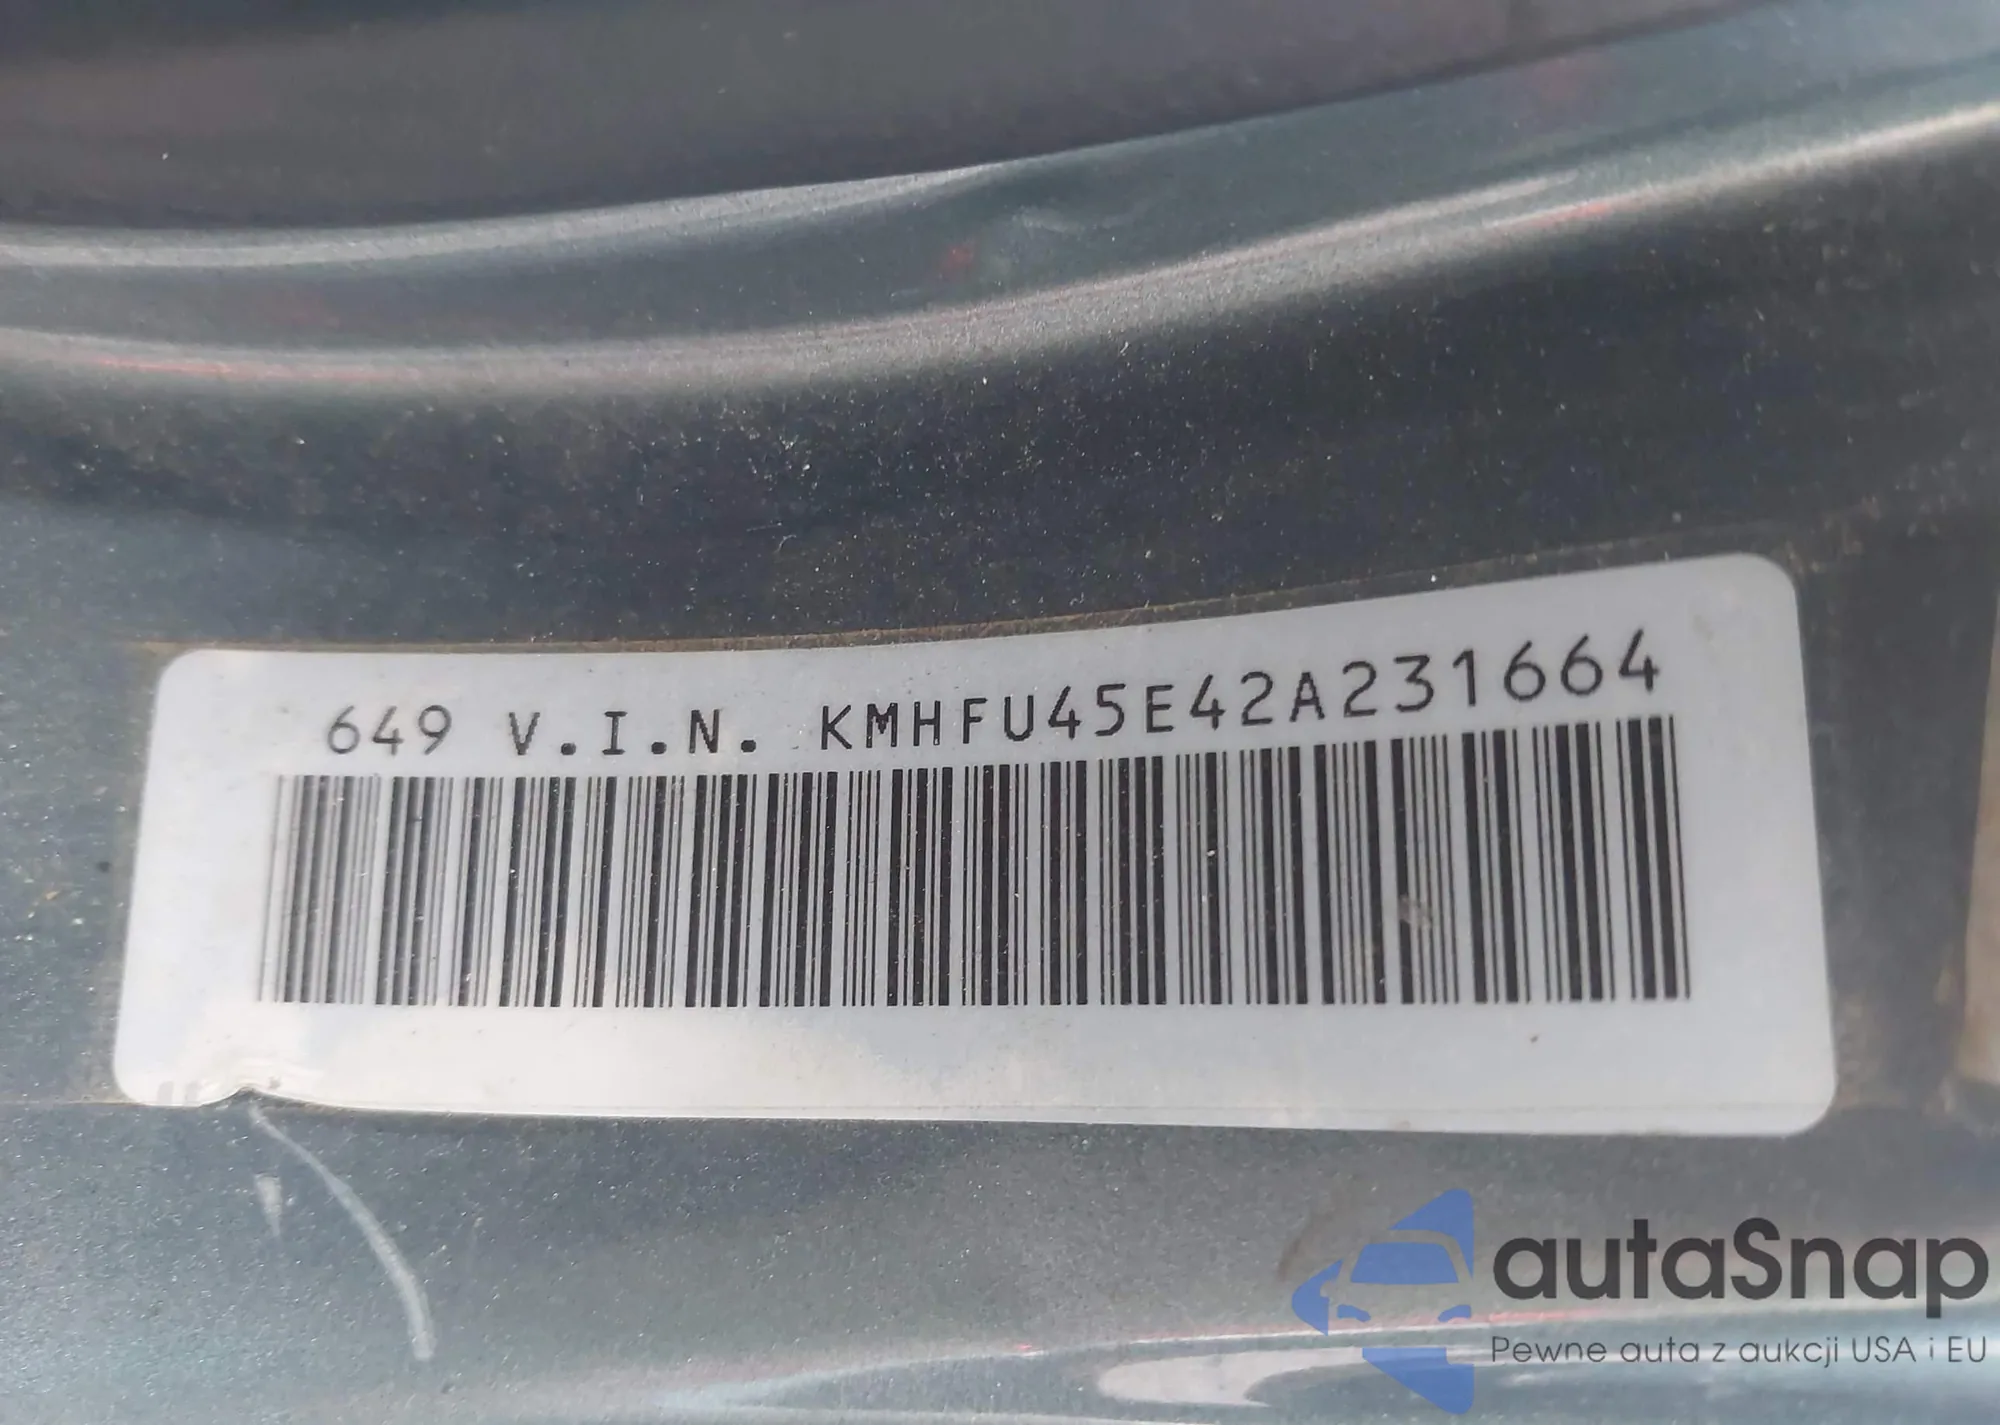 649 V.I.N. KMHFU45E42A231664
autaSnap
Pewne auta z aukcji USA i EU